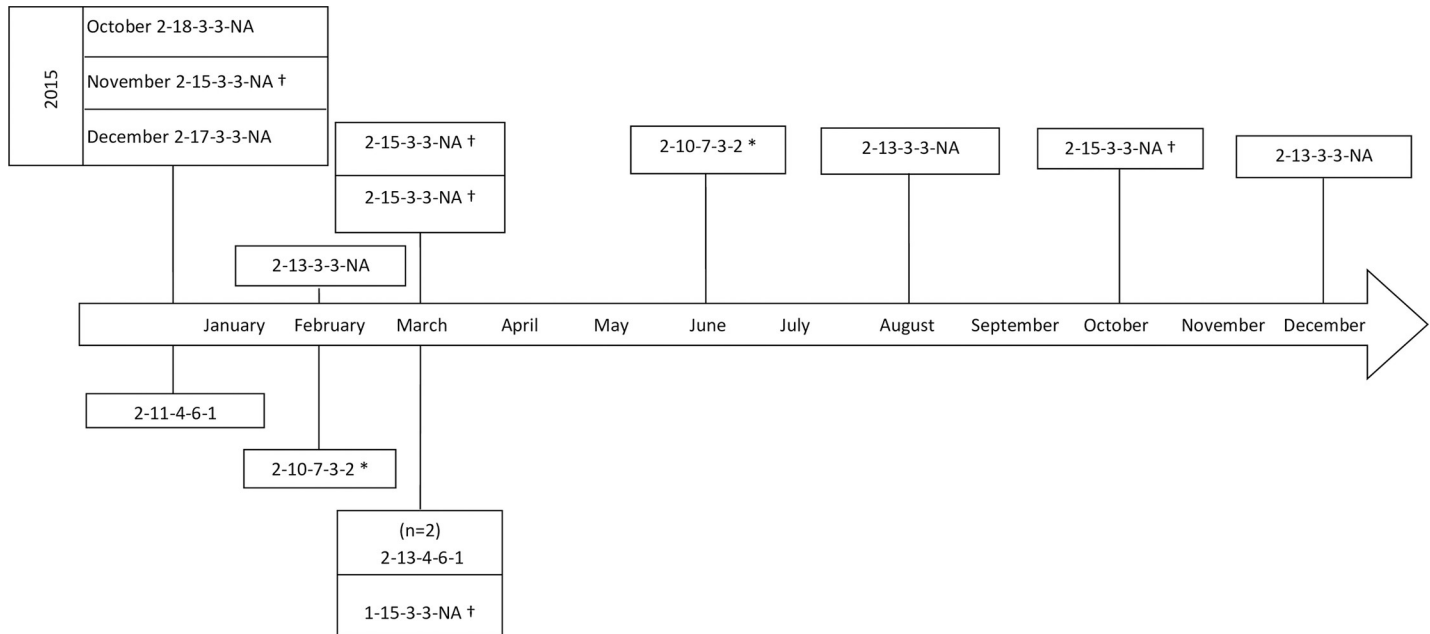 2015
October 2-18-3-3-NA
November 2-15-3-3-NA †
December 2-17-3-3-NA
2-15-3-3-NA †
2-15-3-3-NA †
2-13-3-3-NA
2-10-7-3-2 *
2-13-3-3-NA
2-15-3-3-NA †
2-13-3-3-NA
January February March April May June July August September October November December
2-11-4-6-1
2-10-7-3-2 *
(n=2)
2-13-4-6-1
1-15-3-3-NA †